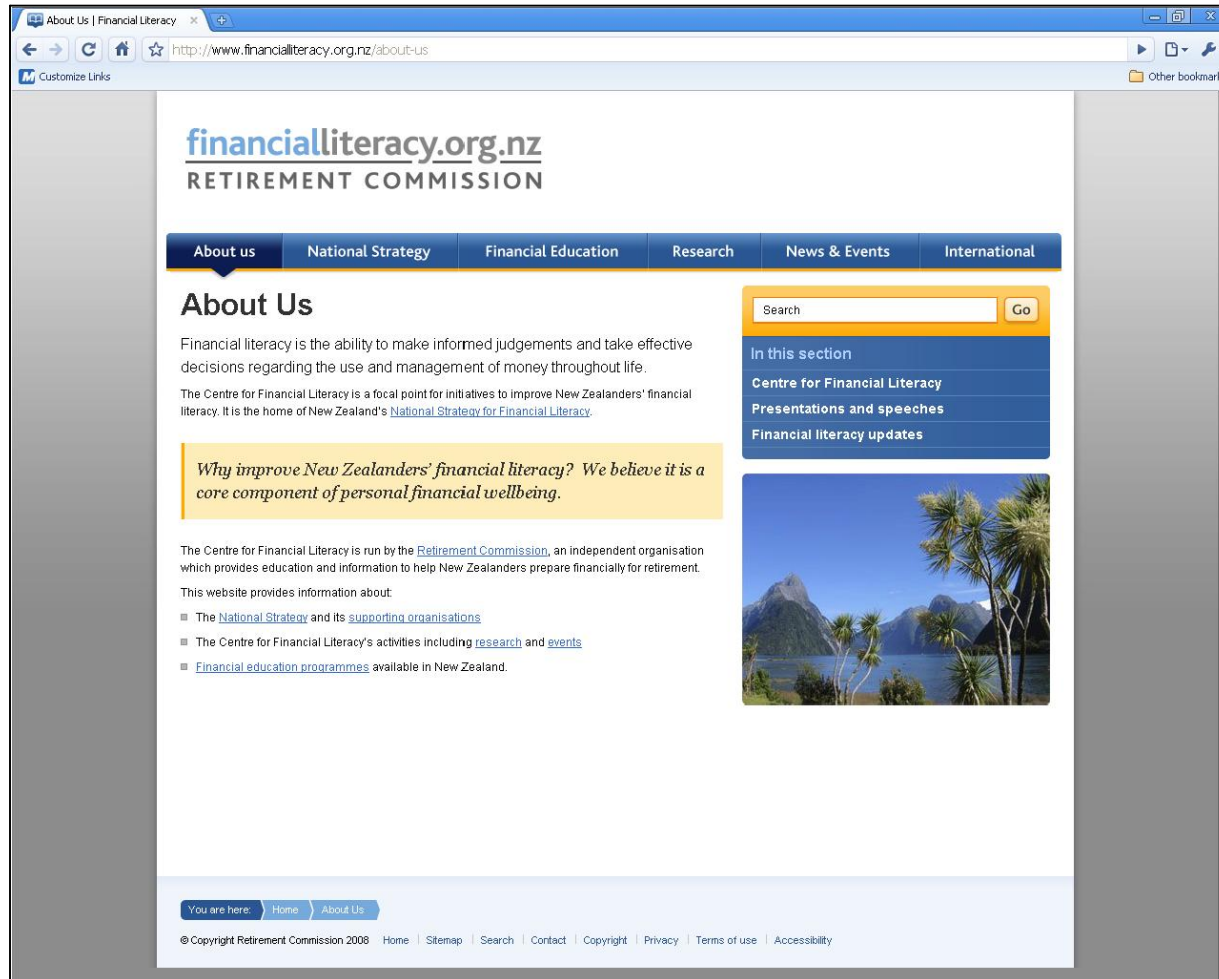 About Us | Financial Literacy
http://www.financialliteracy.org.nz/about-us
Customize Links
Other bookmark
financialliteracy.org.nz
RETIREMENT COMMISSION
About us National Strategy Financial Education Research News & Events International
About Us
Financial literacy is the ability to make informed judgements and take effective
decisions regarding the use and management of money throughout life.
The Centre for Financial Literacy is a focal point for initiatives to improve New Zealanders' financial
literacy. It is the home of New Zealand's National Strategy for Financial Literacy.
Why improve New Zealanders' financial literacy? We believe it is a
core component of personal financial wellbeing.
The Centre for Financial Literacy is run by the Retirement Commission, an independent organisation
which provides education and information to help New Zealanders prepare financially for retirement.
This website provides information about:
The National Strategy and its supporting organisations
The Centre for Financial Literacy's activities including research and events
Financial education programmes available in New Zealand.
Search Go
In this section
Centre for Financial Literacy
Presentations and speeches
Financial literacy updates
You are here: Home About Us
© Copyright Retirement Commission 2008 Home Sitemap Search Contact Copyright Privacy Terms of use Accessibility